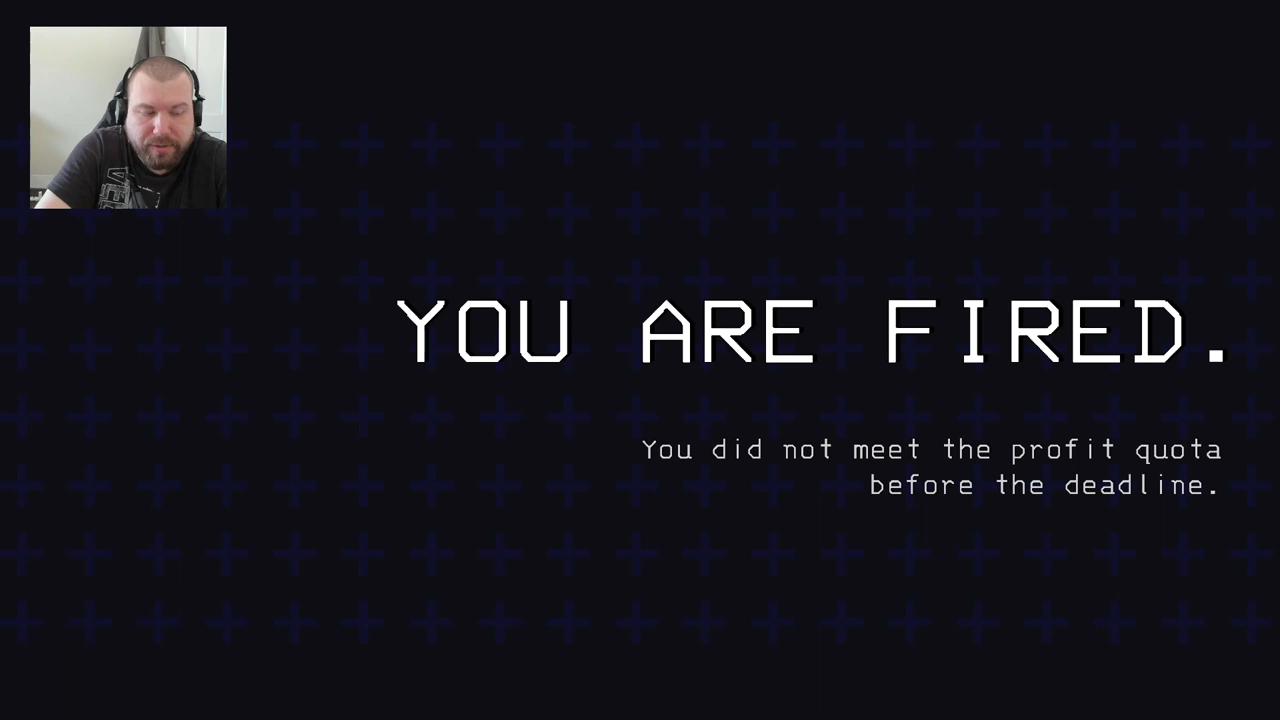 YOU ARE FIRED.
You did not meet the profit quota
before the deadline.